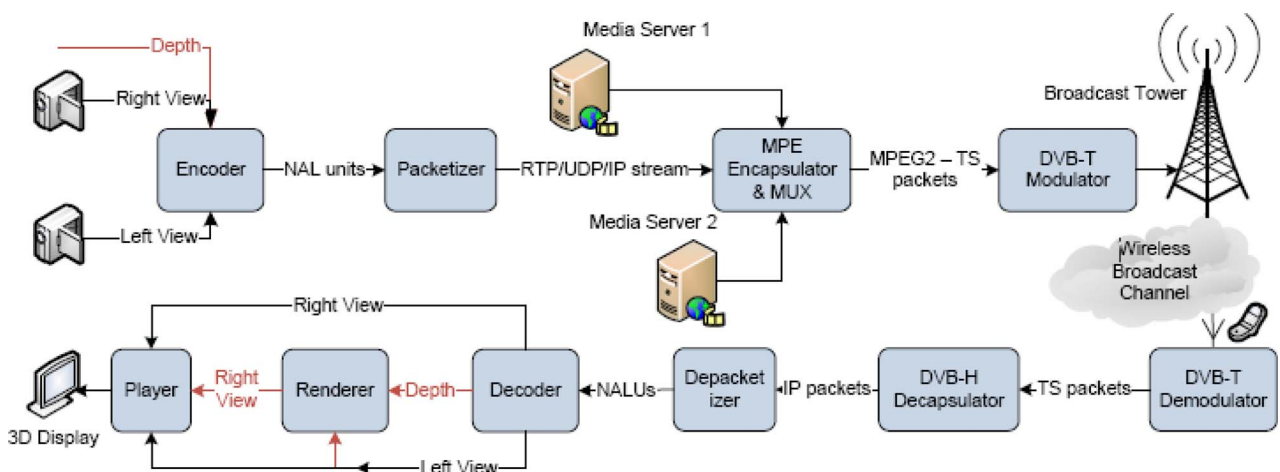 Depth
Media Server 1
Right View
Broadcast Tower
Encoder
NAL units
Packetizer
RTP/UDP/IP stream
MPE
Encapsulator
& MUX
MPEG2 – TS
packets
DVB-T
Modulator
Left View
Media Server 2
Wireless
Broadcast
Channel
Right View
Player
Right
View
Renderer
Depth
Decoder
NALUs
Depacket
izer
IP packets
DVB-H
Decapsulator
TS packets
DVB-T
Demodulator
3D Display
Left View